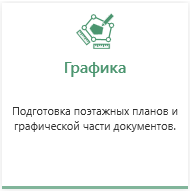 Графика
Подготовка поэтажных планов и
графической части документов.